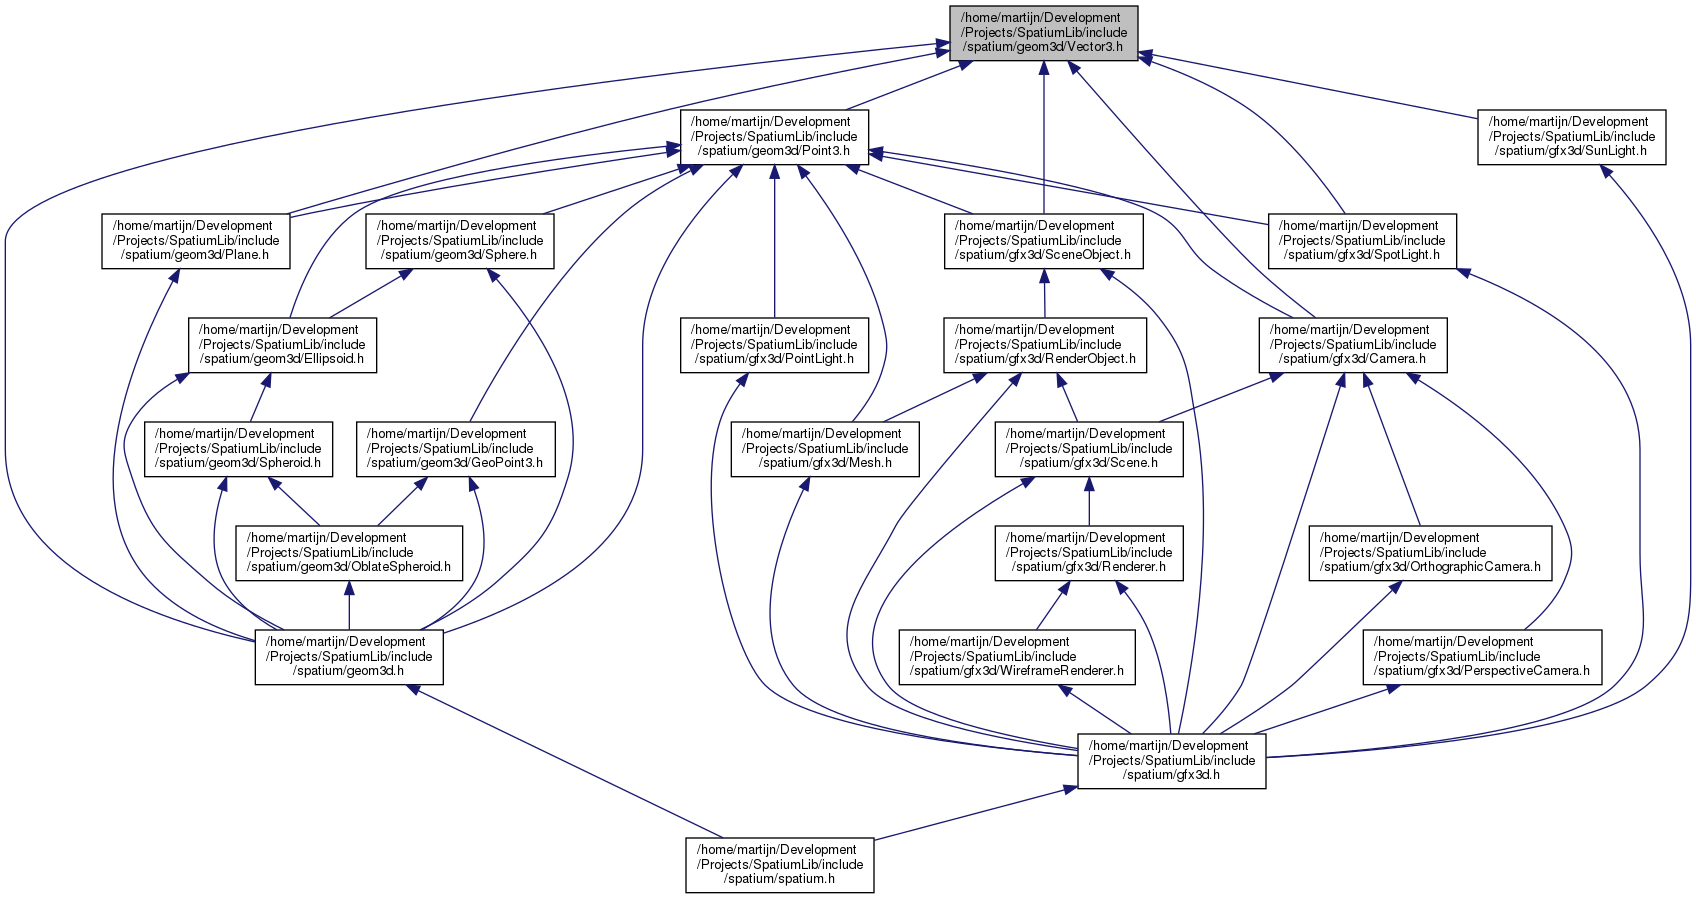 /home/martijn/Development
/Projects/SpatiumLib/include
/spatium/geom3d/Vector3.h
/home/martijn/Development
/Projects/SpatiumLib/include
/spatium/geom3d/Point3.h
/home/martijn/Development
/Projects/SpatiumLib/include
/spatium/gfx3d/SunLight.h
/home/martijn/Development
/Projects/SpatiumLib/include
/spatium/geom3d/Plane.h
/home/martijn/Development
/Projects/SpatiumLib/include
/spatium/geom3d/Sphere.h
/home/martijn/Development
/Projects/SpatiumLib/include
/spatium/gfx3d/SceneObject.h
/home/martijn/Development
/Projects/SpatiumLib/include
/spatium/gfx3d/SpotLight.h
/home/martijn/Development
/Projects/SpatiumLib/include
/spatium/geom3d/Ellipsoid.h
/home/martijn/Development
/Projects/SpatiumLib/include
/spatium/gfx3d/PointLight.h
/home/martijn/Development
/Projects/SpatiumLib/include
/spatium/gfx3d/RenderObject.h
/home/martijn/Development
/Projects/SpatiumLib/include
/spatium/gfx3d/Camera.h
/home/martijn/Development
/Projects/SpatiumLib/include
/spatium/geom3d/Spheroid.h
/home/martijn/Development
/Projects/SpatiumLib/include
/spatium/geom3d/GeoPoint3.h
/home/martijn/Development
/Projects/SpatiumLib/include
/spatium/gfx3d/Mesh.h
/home/martijn/Development
/Projects/SpatiumLib/include
/spatium/gfx3d/Scene.h
/home/martijn/Development
/Projects/SpatiumLib/include
/spatium/geom3d/OblateSpheroid.h
/home/martijn/Development
/Projects/SpatiumLib/include
/spatium/gfx3d/Renderer.h
/home/martijn/Development
/Projects/SpatiumLib/include
/spatium/gfx3d/OrthographicCamera.h
/home/martijn/Development
/Projects/SpatiumLib/include
/spatium/geom3d.h
/home/martijn/Development
/Projects/SpatiumLib/include
/spatium/gfx3d/WireframeRenderer.h
/home/martijn/Development
/Projects/SpatiumLib/include
/spatium/gfx3d/PerspectiveCamera.h
/home/martijn/Development
/Projects/SpatiumLib/include
/spatium/gfx3d.h
/home/martijn/Development
/Projects/SpatiumLib/include
/spatium/spatium.h